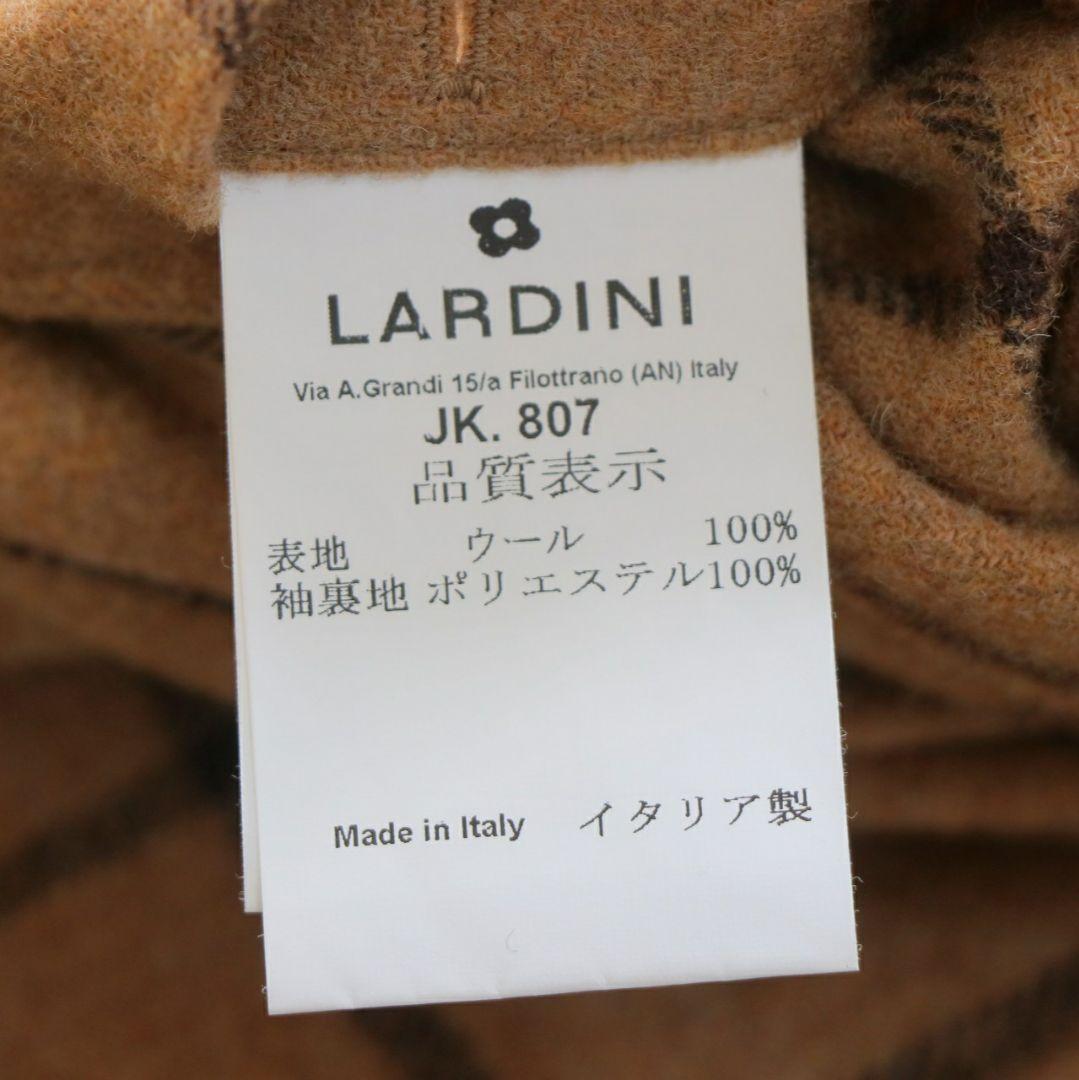 LARDINI
Via A.Grandi 15/a Filottrano (AN) Italy
JK. 807
品質表示
表地 ウール 100%
袖裏地 ポリエステル100%
Made in Italy イタリア製